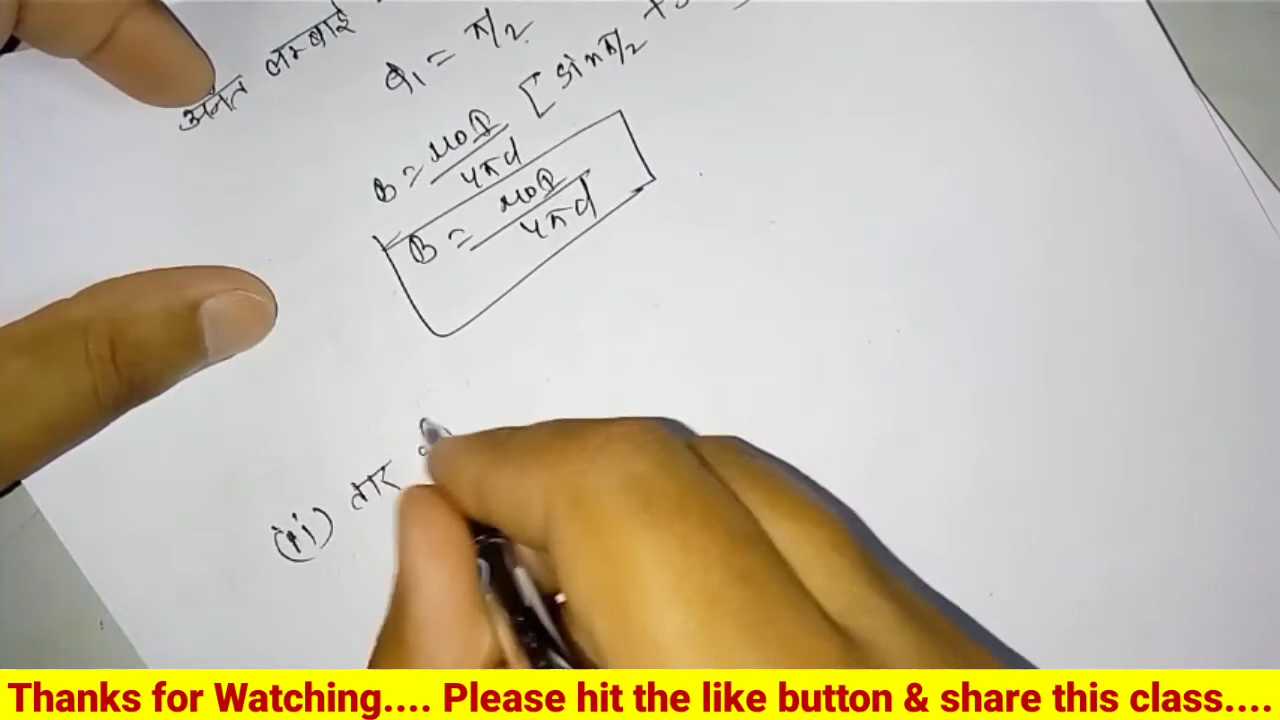 अनंत लम्बाई
θ₁ = π/2
B = μ₀I/4πd [sin π/2 +
B = μ₀I/4πd
(ii) तार
Thanks for Watching.... Please hit the like button & share this class....